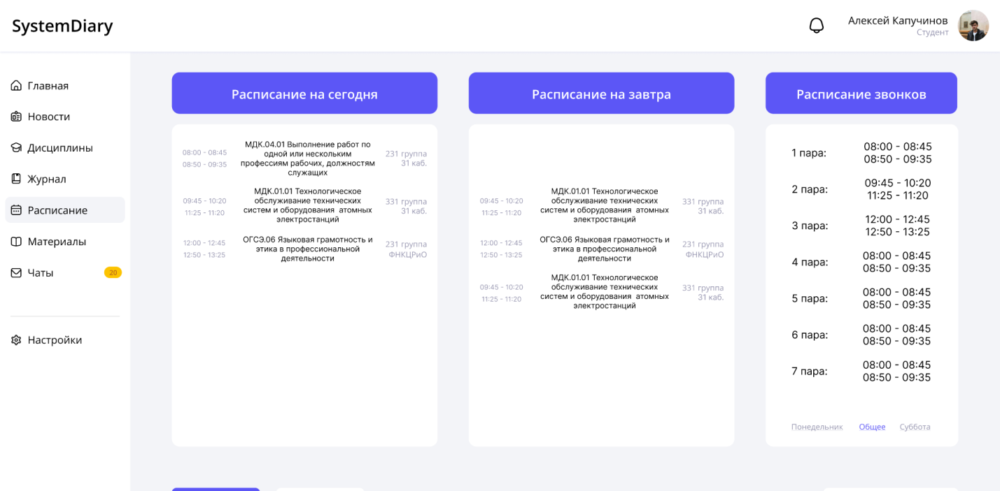 SystemDiary
Алексей Капучинов
Студент
Главная
Новости
Дисциплины
Журнал
Расписание
Материалы
Чаты
20
Настройки
Расписание на сегодня
08:00 - 08:45
08:50 - 09:35
МДК.04.01 Выполнение работ по
одной или нескольким
профессиям рабочих, должностям
служащих
231 группа
31 каб.
09:45 - 10:20
11:25 - 11:20
МДК.01.01 Технологическое
обслуживание технических
систем и оборудования атомных
электростанций
331 группа
31 каб.
12:00 - 12:45
12:50 - 13:25
ОГСЭ.06 Языковая грамотность и
этика в профессиональной
деятельности
231 группа
ФНКЦРиО
Расписание на завтра
09:45 - 10:20
11:25 - 11:20
МДК.01.01 Технологическое
обслуживание технических
систем и оборудования атомных
электростанций
331 группа
31 каб.
12:00 - 12:45
12:50 - 13:25
ОГСЭ.06 Языковая грамотность и
этика в профессиональной
деятельности
231 группа
ФНКЦРиО
09:45 - 10:20
11:25 - 11:20
МДК.01.01 Технологическое
обслуживание технических
систем и оборудования атомных
электростанций
331 группа
31 каб.
Расписание звонков
1 пара:
08:00 - 08:45
08:50 - 09:35
2 пара:
09:45 - 10:20
11:25 - 11:20
3 пара:
12:00 - 12:45
12:50 - 13:25
4 пара:
08:00 - 08:45
08:50 - 09:35
5 пара:
08:00 - 08:45
08:50 - 09:35
6 пара:
08:00 - 08:45
08:50 - 09:35
7 пара:
08:00 - 08:45
08:50 - 09:35
Понедельник Общее Суббота